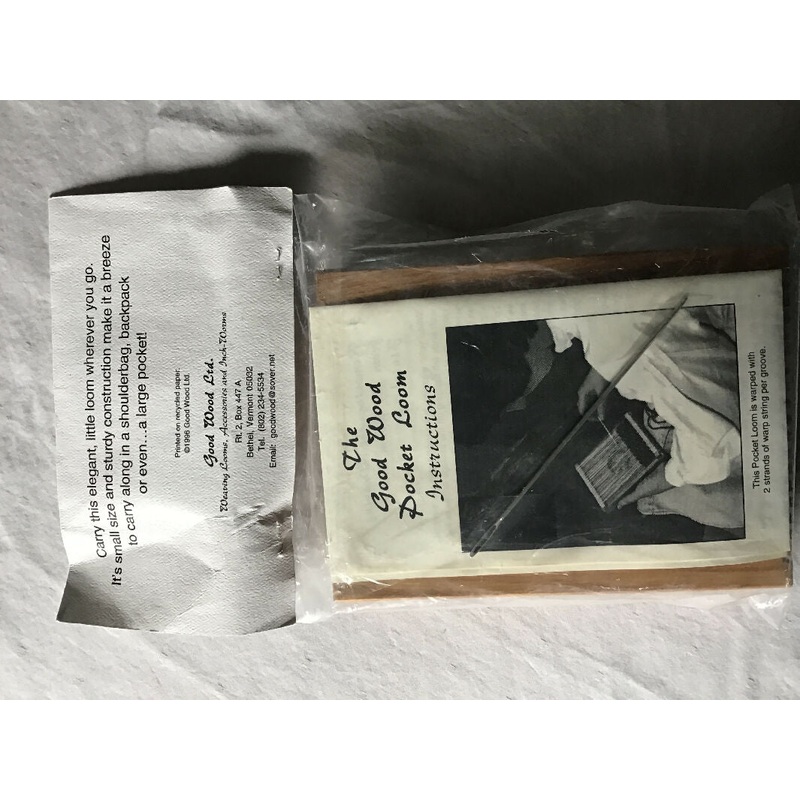 Carry this elegant, little loom wherever you go.
It's small size and sturdy construction make it a breeze
to carry along in a shoulderbag, backpack
or even...a large pocket!
Printed on recycled paper.
©1996 Good Wood Ltd.
Good Wood Ltd.
Weaving Looms, Accessories and Inch-Worms
Rt. 2, Box 447 A
Bethel, Vermont 05032
Tel. (802) 234-5534
Email: goodwood@sover.net
The
Good Wood
Pocket Loom
Instructions
This Pocket Loom is warped with
2 strands of warp string per groove.